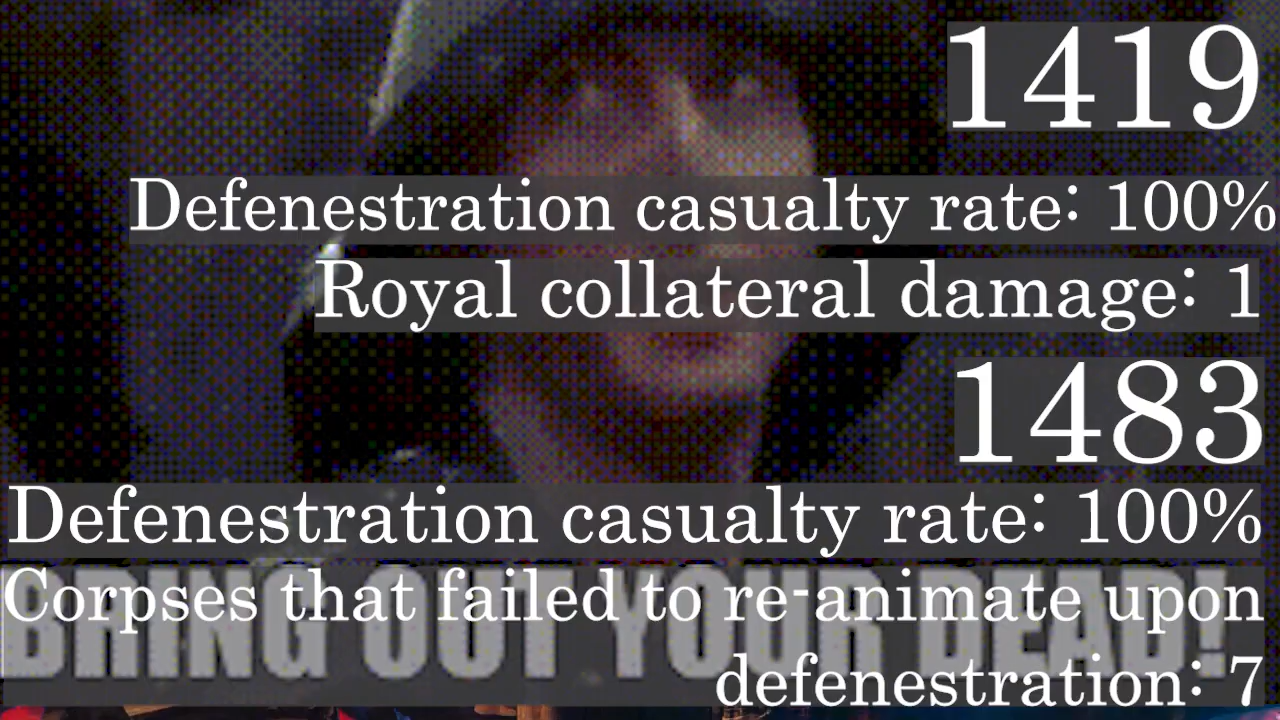 1419
Defenestration casualty rate: 100%
Royal collateral damage: 1
1483
Defenestration casualty rate: 100%
Corpses that failed to re-animate upon
BRING OUT YOUR DEAD!
defenestration: 7